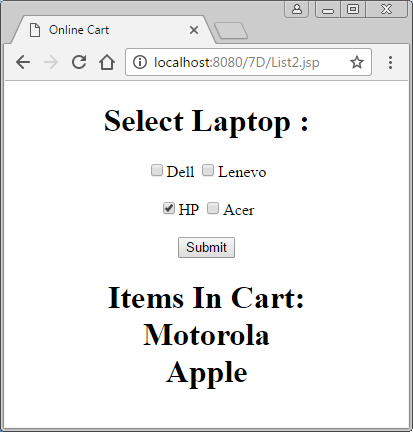 Online Cart
localhost:8080/7D/List2.jsp
Select Laptop :
Dell Lenevo
HP Acer
Submit
Items In Cart:
Motorola
Apple